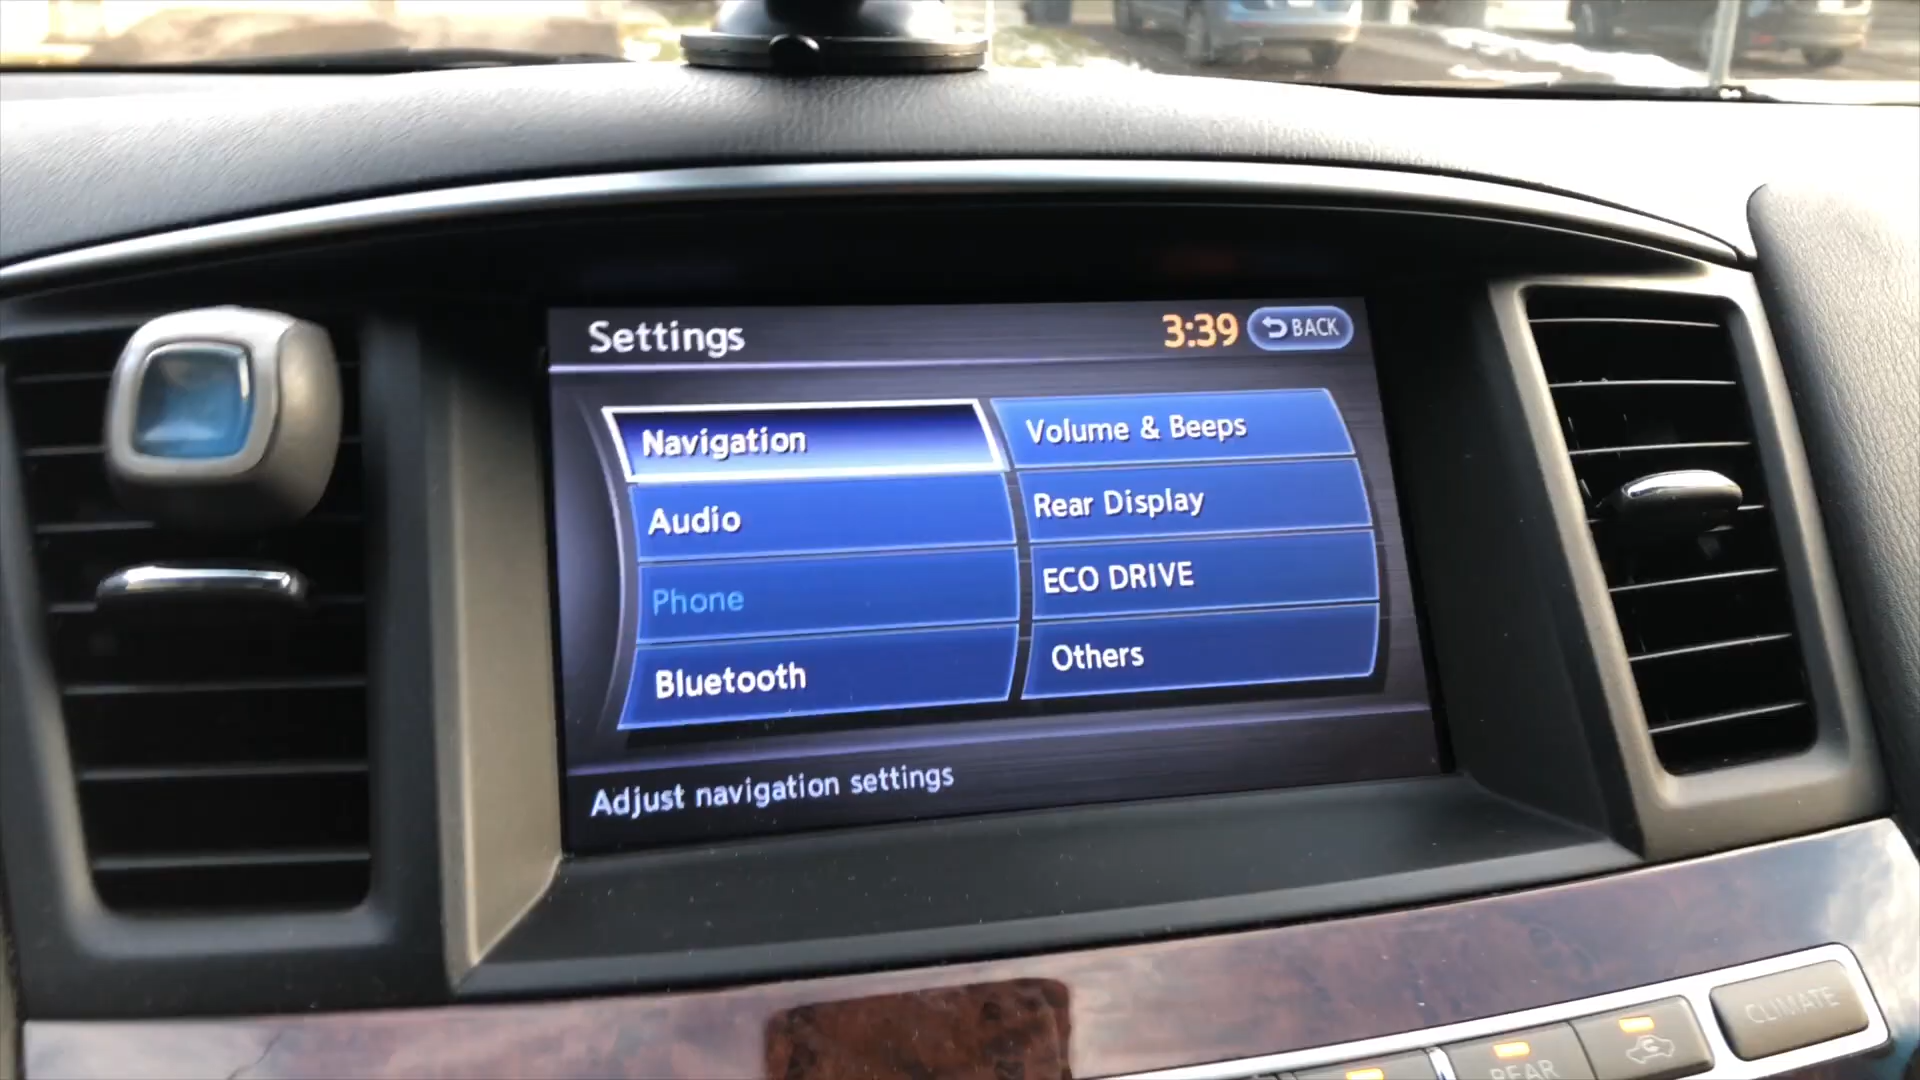 Settings
3:39
BACK
Navigation
Audio
Phone
Bluetooth
Volume & Beeps
Rear Display
ECO DRIVE
Others
Adjust navigation settings
CLIMATE
REAR